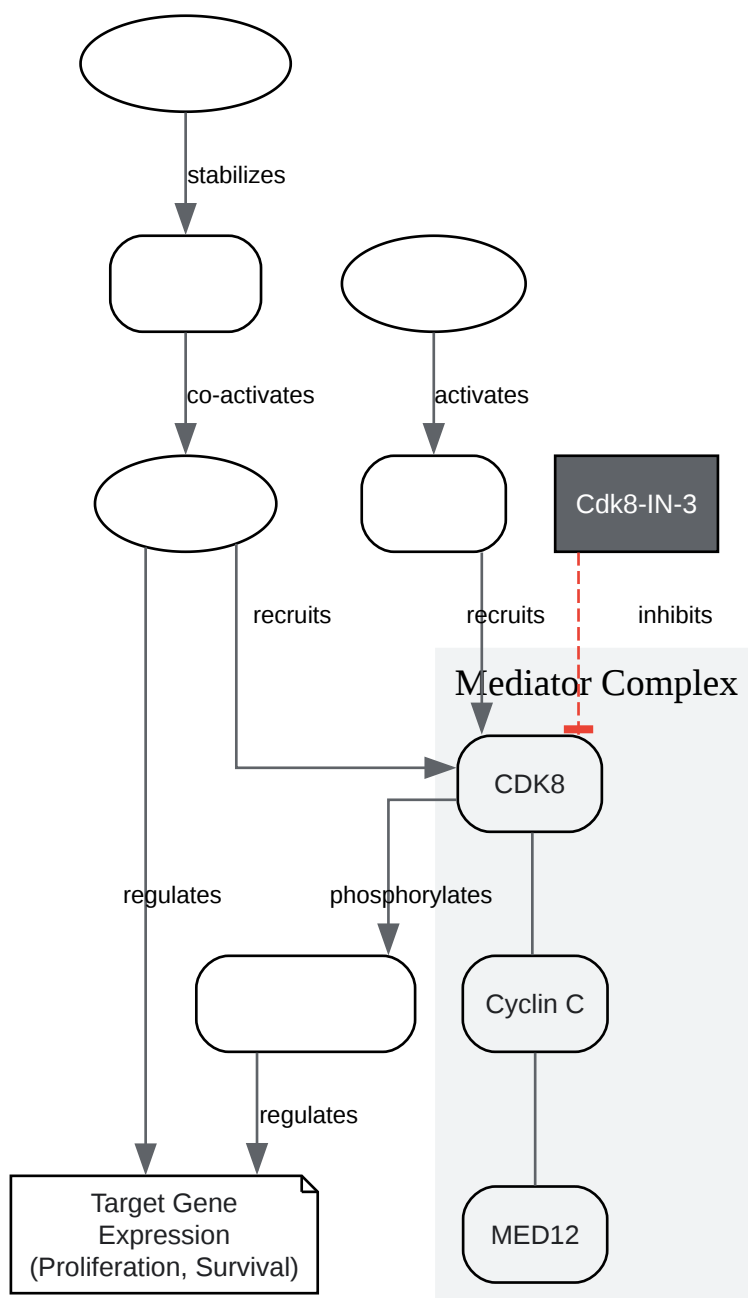 stabilizes
co-activates
activates
Cdk8-IN-3
recruits
recruits
inhibits
Mediator Complex
CDK8
regulates
phosphorylates
Cyclin C
regulates
Target Gene
Expression
(Proliferation, Survival)
MED12